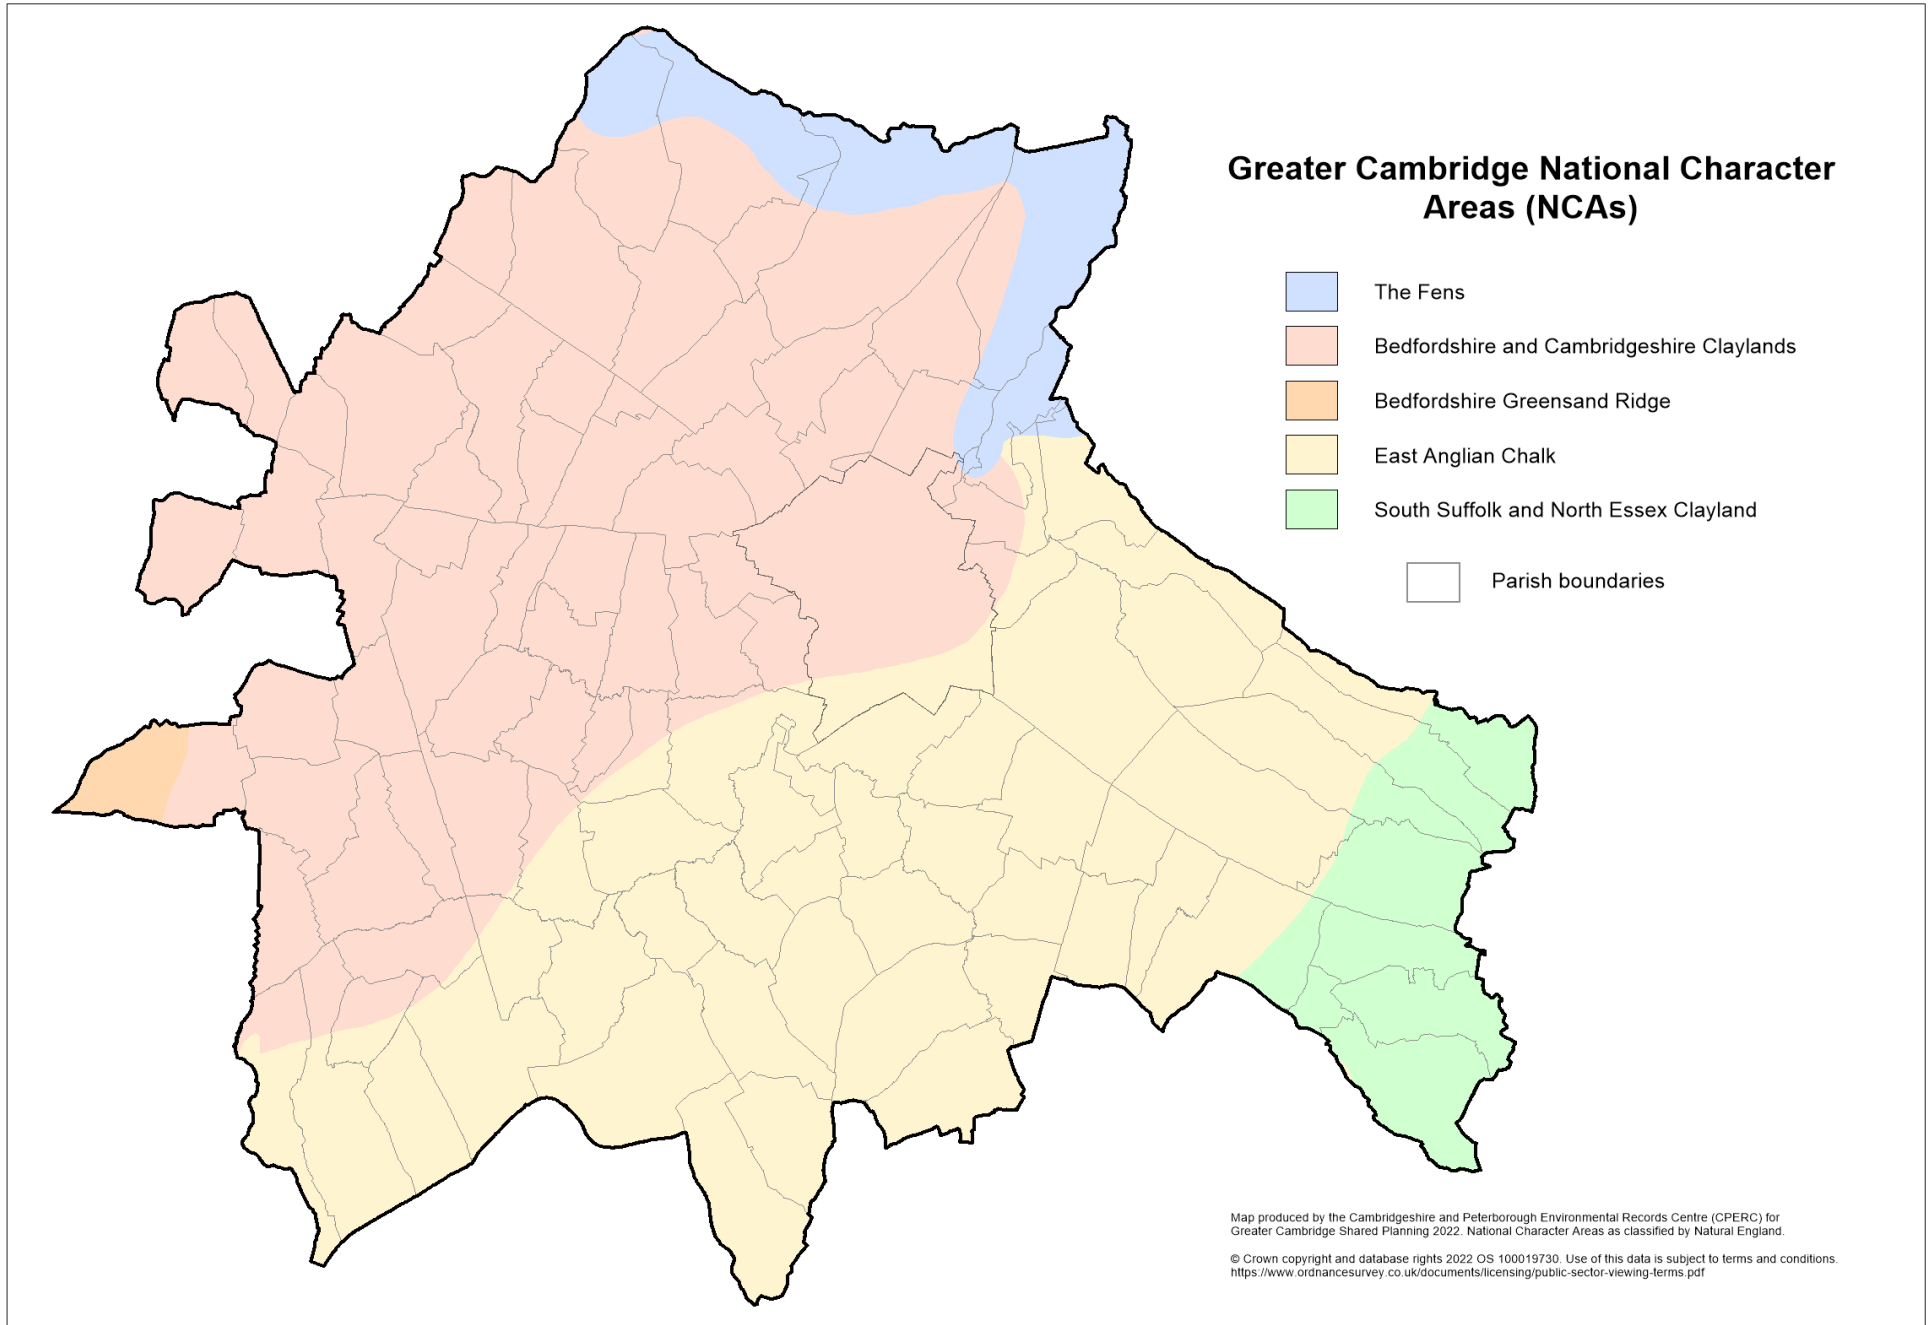 Greater Cambridge National Character
Areas (NCAs)
The Fens
Bedfordshire and Cambridgeshire Claylands
Bedfordshire Greensand Ridge
East Anglian Chalk
South Suffolk and North Essex Clayland
Parish boundaries
Map produced by the Cambridgeshire and Peterborough Environmental Records Centre (CPERC) for
Greater Cambridge Shared Planning 2022. National Character Areas as classified by Natural England.
© Crown copyright and database rights 2022 OS 100019730. Use of this data is subject to terms and conditions.
https://www.ordnancesurvey.co.uk/documents/licensing/public-sector-viewing-terms.pdf